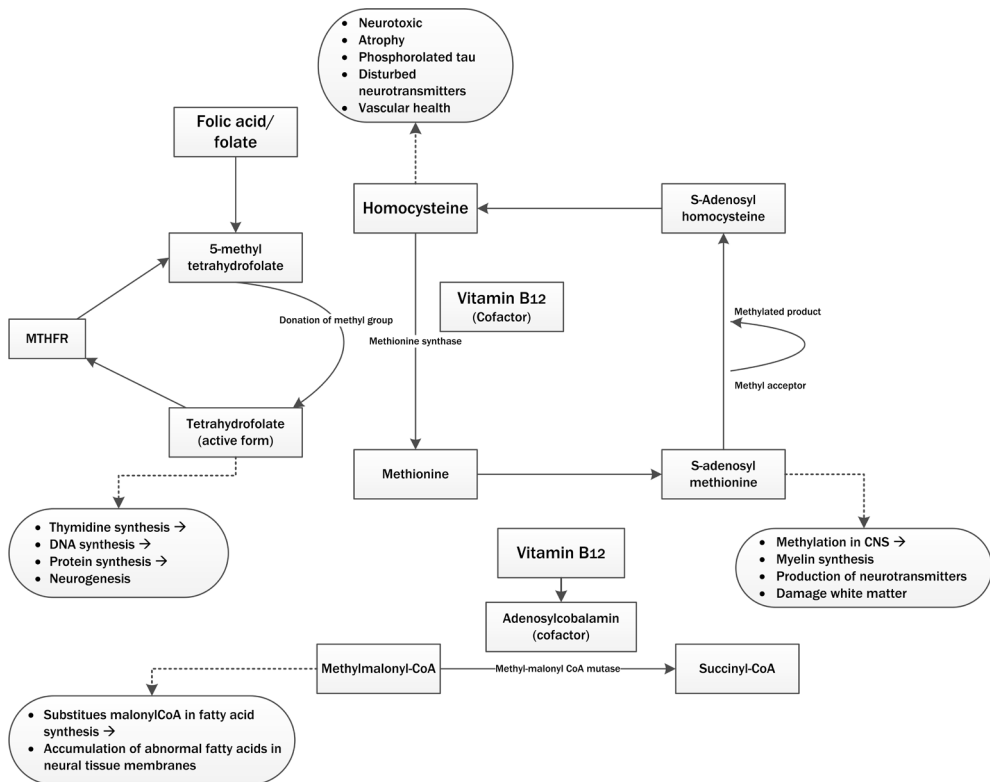 • Neurotoxic
• Atrophy
• Phosphorolated tau
• Disturbed
neurotransmitters
• Vascular health
Folic acid/
folate
Homocysteine
S-Adenosyl
homocysteine
5-methyl
tetrahydrofolate
Vitamin B12
(Cofactor)
Donation of methyl group
Methylated product
MTHFR
Methionine synthase
Methyl acceptor
Tetrahydrofolate
(active form)
Methionine
S-adenosyl
methionine
• Thymidine synthesis →
• DNA synthesis →
• Protein synthesis →
• Neurogenesis
Vitamin B12
• Methylation in CNS →
• Myelin synthesis
• Production of neurotransmitters
• Damage white matter
Adenosylcobalamin
(cofactor)
Methylmalonyl-CoA
Methyl-malonyl CoA mutase
Succinyl-CoA
• Substitues malonylCoA in fatty acid
synthesis →
• Accumulation of abnormal fatty acids in
neural tissue membranes